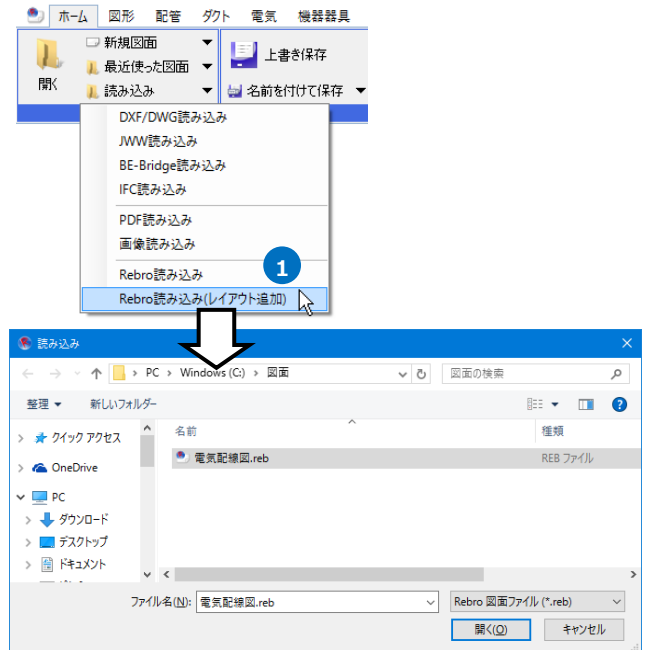 ホーム 図形 配管 ダクト 電気 機器器具
開く
新規図面
最近使った図面
読み込み
上書き保存
名前を付けて保存
DXF/DWG読み込み
JWW読み込み
BE-Bridge読み込み
IFC読み込み
PDF読み込み
画像読み込み
Rebro読み込み
Rebro読み込み(レイアウト追加)
1
読み込み
PC › Windows (C:) › 図面
図面の検索
整理 新しいフォルダー
クイック アクセス
OneDrive
PC
ダウンロード
デスクトップ
ドキュメント
名前 種類
電気配線図.reb REB ファイル
ファイル名(N): 電気配線図.reb Rebro 図面ファイル (*.reb)
開く(O) キャンセル